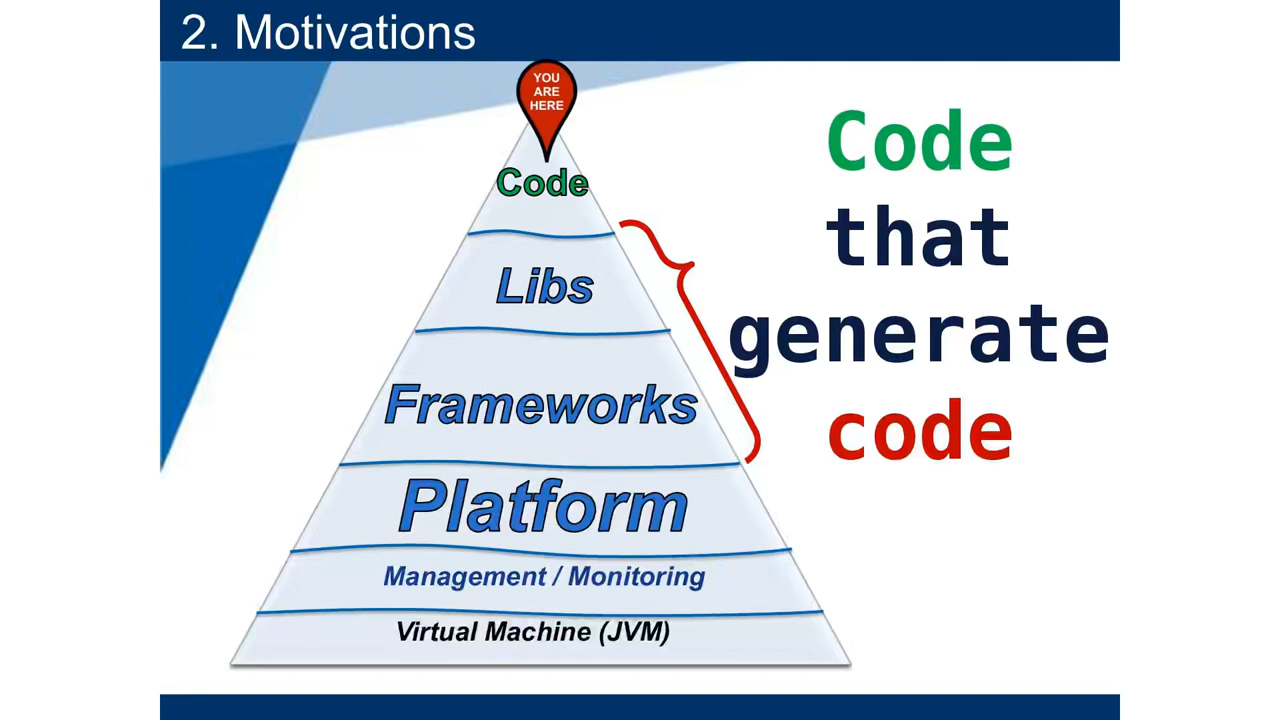 2. Motivations
YOU
ARE
HERE
Code
Libs
Frameworks
Platform
Management / Monitoring
Virtual Machine (JVM)
Code
that
generate
code